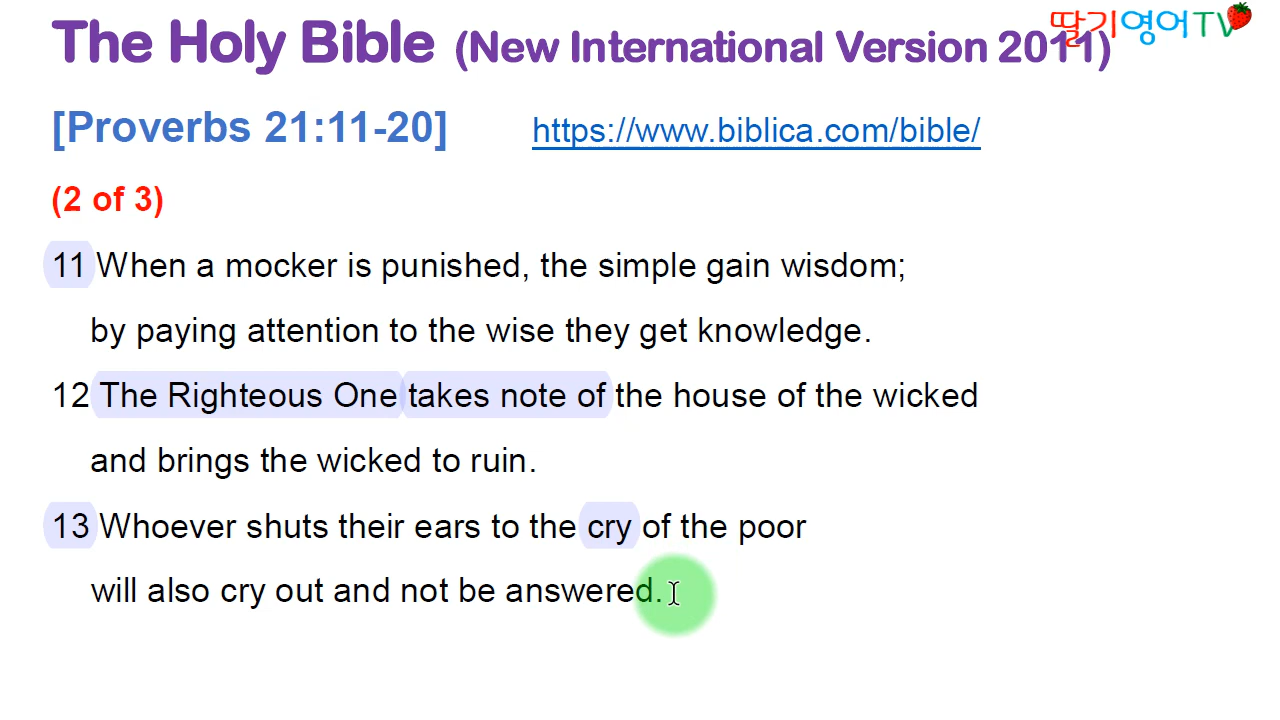 The Holy Bible (New International Version 2011)
딸기영어TV
[Proverbs 21:11-20] https://www.biblica.com/bible/
(2 of 3)
11 When a mocker is punished, the simple gain wisdom;
by paying attention to the wise they get knowledge.
12 The Righteous One takes note of the house of the wicked
and brings the wicked to ruin.
13 Whoever shuts their ears to the cry of the poor
will also cry out and not be answered.